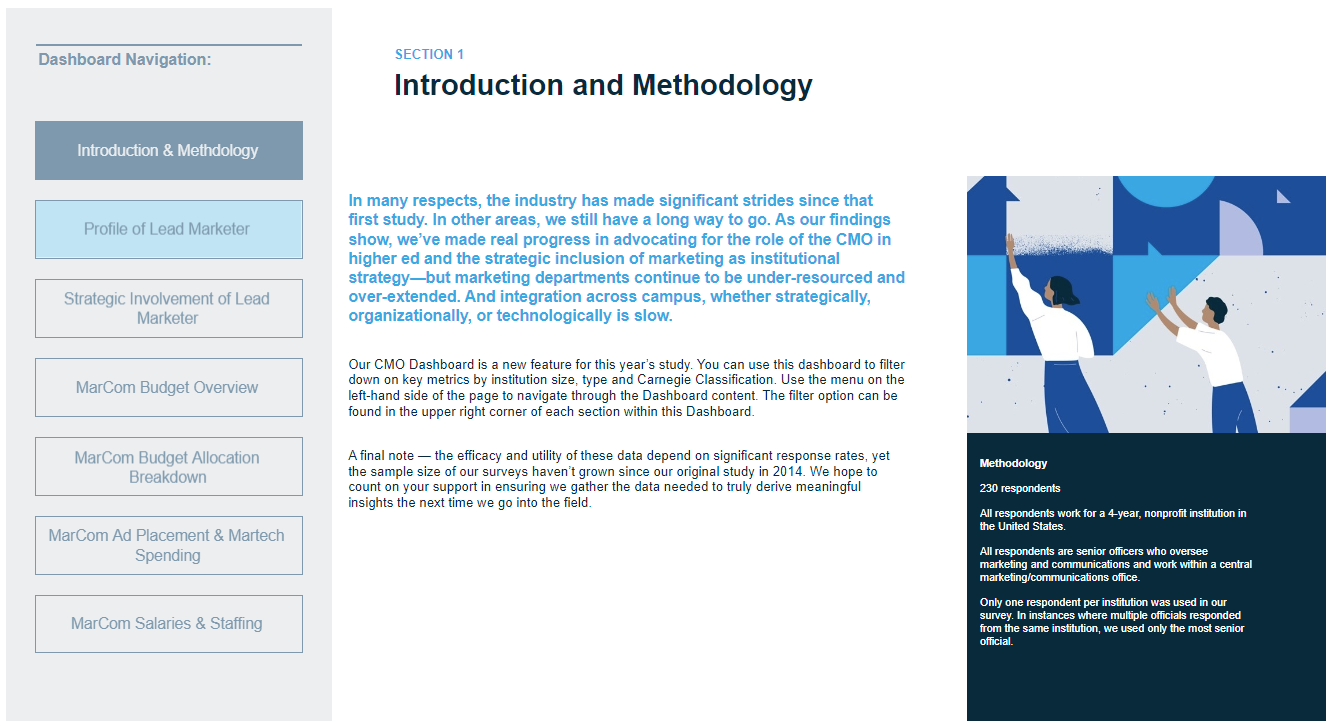 Dashboard Navigation:
Introduction & Methdology
Profile of Lead Marketer
Strategic Involvement of Lead
Marketer
MarCom Budget Overview
MarCom Budget Allocation
Breakdown
MarCom Ad Placement & Martech
Spending
MarCom Salaries & Staffing
SECTION 1
Introduction and Methodology
In many respects, the industry has made significant strides since that
first study. In other areas, we still have a long way to go. As our findings
show, we’ve made real progress in advocating for the role of the CMO in
higher ed and the strategic inclusion of marketing as institutional
strategy—but marketing departments continue to be under-resourced and
over-extended. And integration across campus, whether strategically,
organizationally, or technologically is slow.
Our CMO Dashboard is a new feature for this year’s study. You can use this dashboard to filter
down on key metrics by institution size, type and Carnegie Classification. Use the menu on the
left-hand side of the page to navigate through the Dashboard content. The filter option can be
found in the upper right corner of each section within this Dashboard.
A final note — the efficacy and utility of these data depend on significant response rates, yet
the sample size of our surveys haven’t grown since our original study in 2014. We hope to
count on your support in ensuring we gather the data needed to truly derive meaningful
insights the next time we go into the field.
Methodology
230 respondents
All respondents work for a 4-year, nonprofit institution in
the United States.
All respondents are senior officers who oversee
marketing and communications and work within a central
marketing/communications office.
Only one respondent per institution was used in our
survey. In instances where multiple officials responded
from the same institution, we used only the most senior
official.